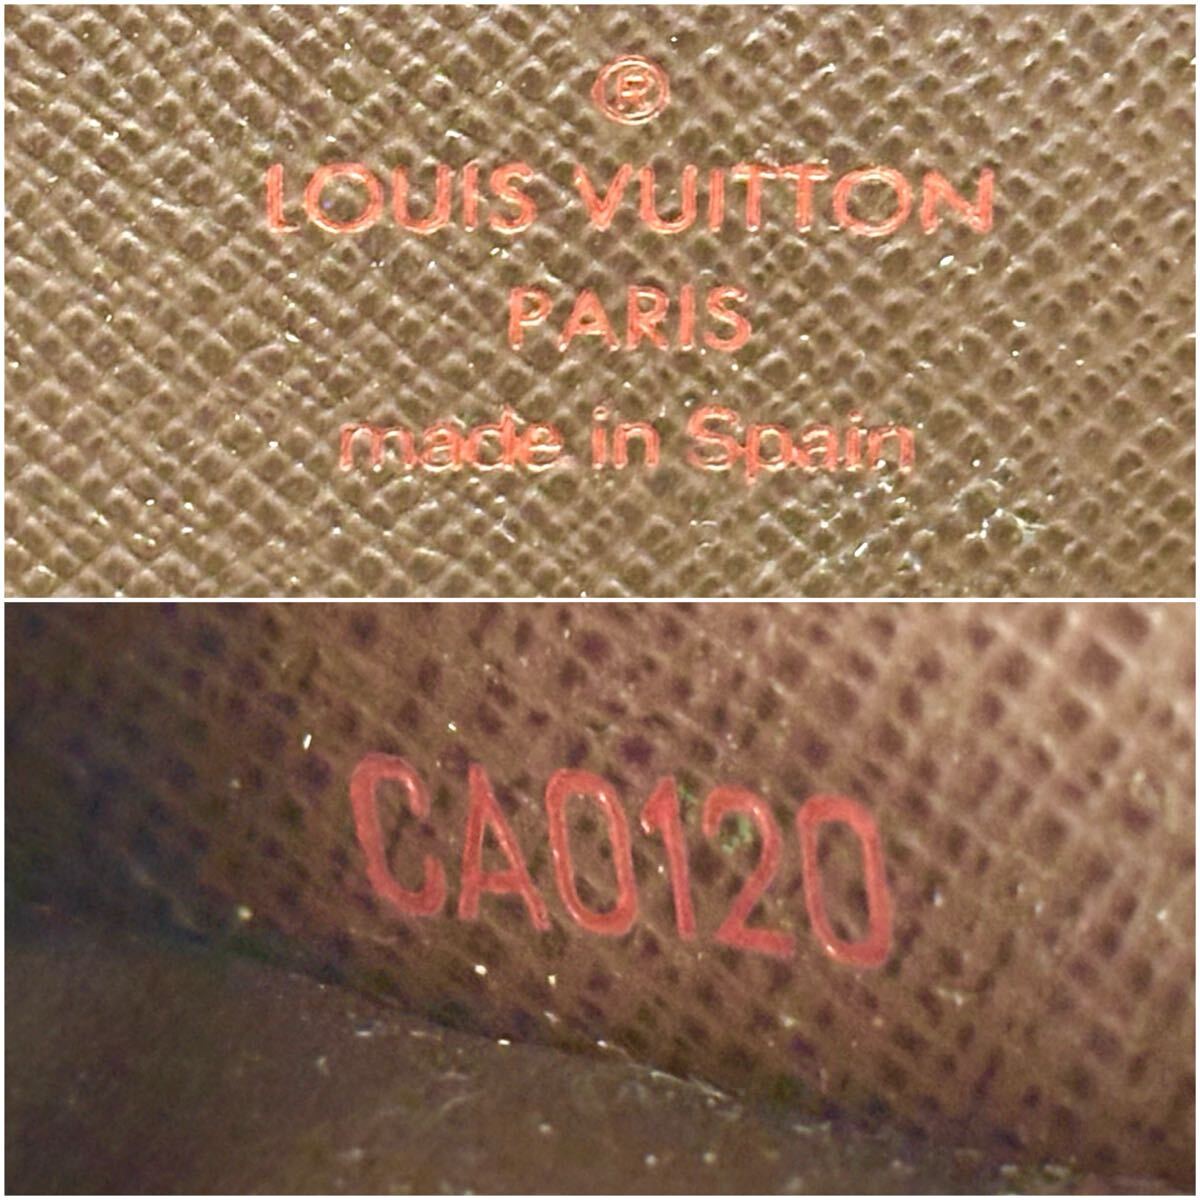 ®
LOUIS VUITTON
PARIS
made in Spain
CA0120